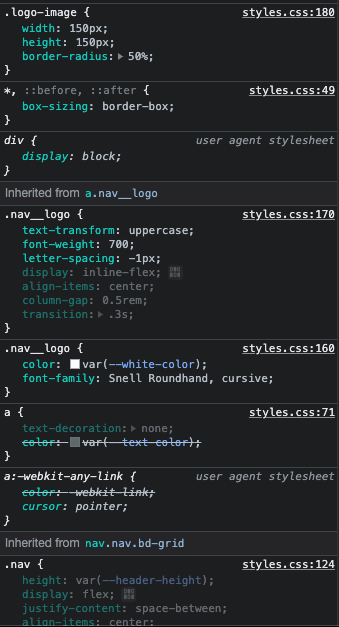 .logo-image { styles.css:180
width: 150px;
height: 150px;
border-radius: 50%;
}
*, ::before, ::after { styles.css:49
box-sizing: border-box;
}
div { user agent stylesheet
display: block;
}
Inherited from a.nav__logo
.nav__logo { styles.css:170
text-transform: uppercase;
font-weight: 700;
letter-spacing: -1px;
display: inline-flex;
align-items: center;
column-gap: 0.5rem;
transition: .3s;
}
.nav__logo { styles.css:160
color: var(--white-color);
font-family: Snell Roundhand, cursive;
}
a { styles.css:71
text-decoration: none;
color: var(--text-color);
}
a:-webkit-any-link { user agent stylesheet
color: -webkit-link;
cursor: pointer;
}
Inherited from nav.nav.bd-grid
.nav { styles.css:124
height: var(--header-height);
display: flex;
justify-content: space-between;
align-items: center;